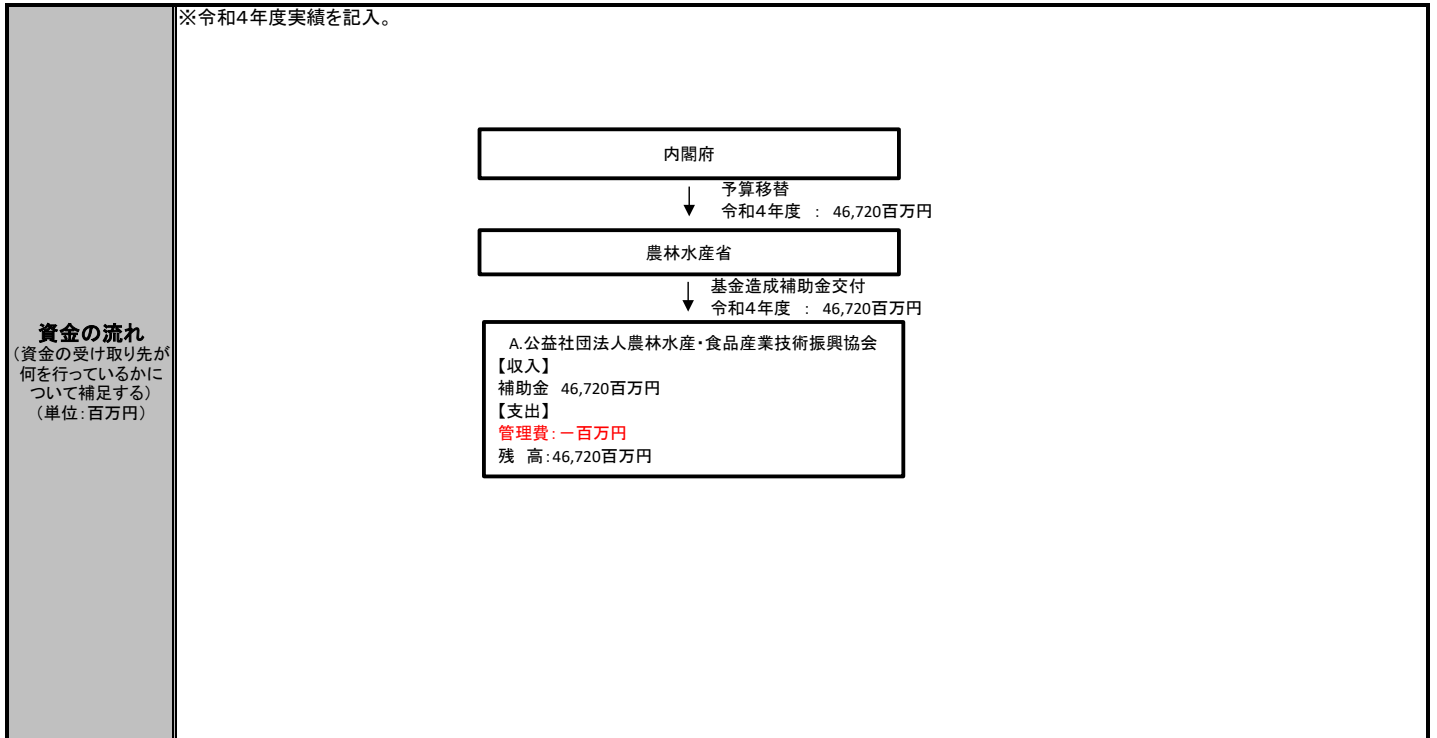 ※令和4年度実績を記入。
資金の流れ
(資金の受け取り先が
何を行っているかに
ついて補足する)
(単位:百万円)
内閣府
予算移替
令和4年度 : 46,720百万円
農林水産省
基金造成補助金交付
令和4年度 : 46,720百万円
A.公益社団法人農林水産・食品産業技術振興協会
【収入】
補助金 46,720百万円
【支出】
管理費:-百万円
残 高:46,720百万円